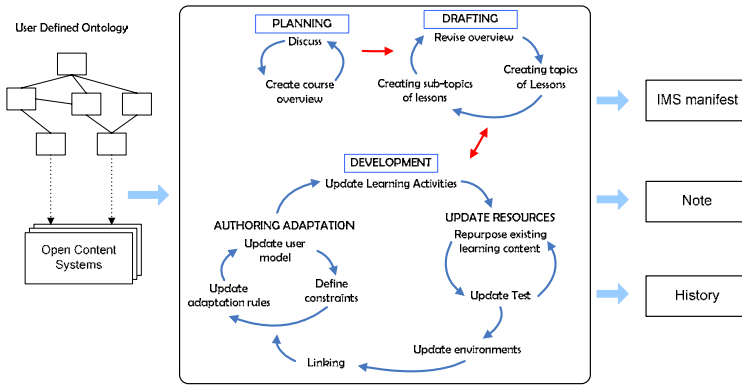 User Defined Ontology
Open Content
Systems
PLANNING
Discuss
Create course
overview
DRAFTING
Revise overview
Creating topics
of Lessons
Creating sub-topics
of lessons
DEVELOPMENT
Update Learning Activities
AUTHORING ADAPTATION
Update user
model
Define
constraints
Update
adaptation rules
UPDATE RESOURCES
Repurpose existing
learning content
Update Test
Update environments
Linking
IMS manifest
Note
History